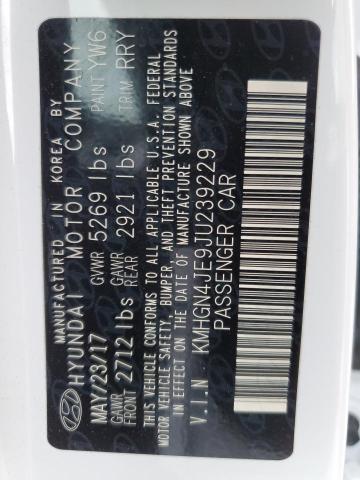 MANUFACTURED IN KOREA BY
HYUNDAI MOTOR COMPANY
MAY/23/17 GVWR 5269 lbs PAINT YW6
GAWR FRONT 2712 lbs GAWR REAR 2921 lbs TRIM RRY
THIS VEHICLE CONFORMS TO ALL APPLICABLE U.S.A. FEDERAL
MOTOR VEHICLE SAFETY, BUMPER, AND THEFT PREVENTION STANDARDS
IN EFFECT ON THE DATE OF MANUFACTURE SHOWN ABOVE
V.I.N KMHGN4JE9JU239229
PASSENGER CAR